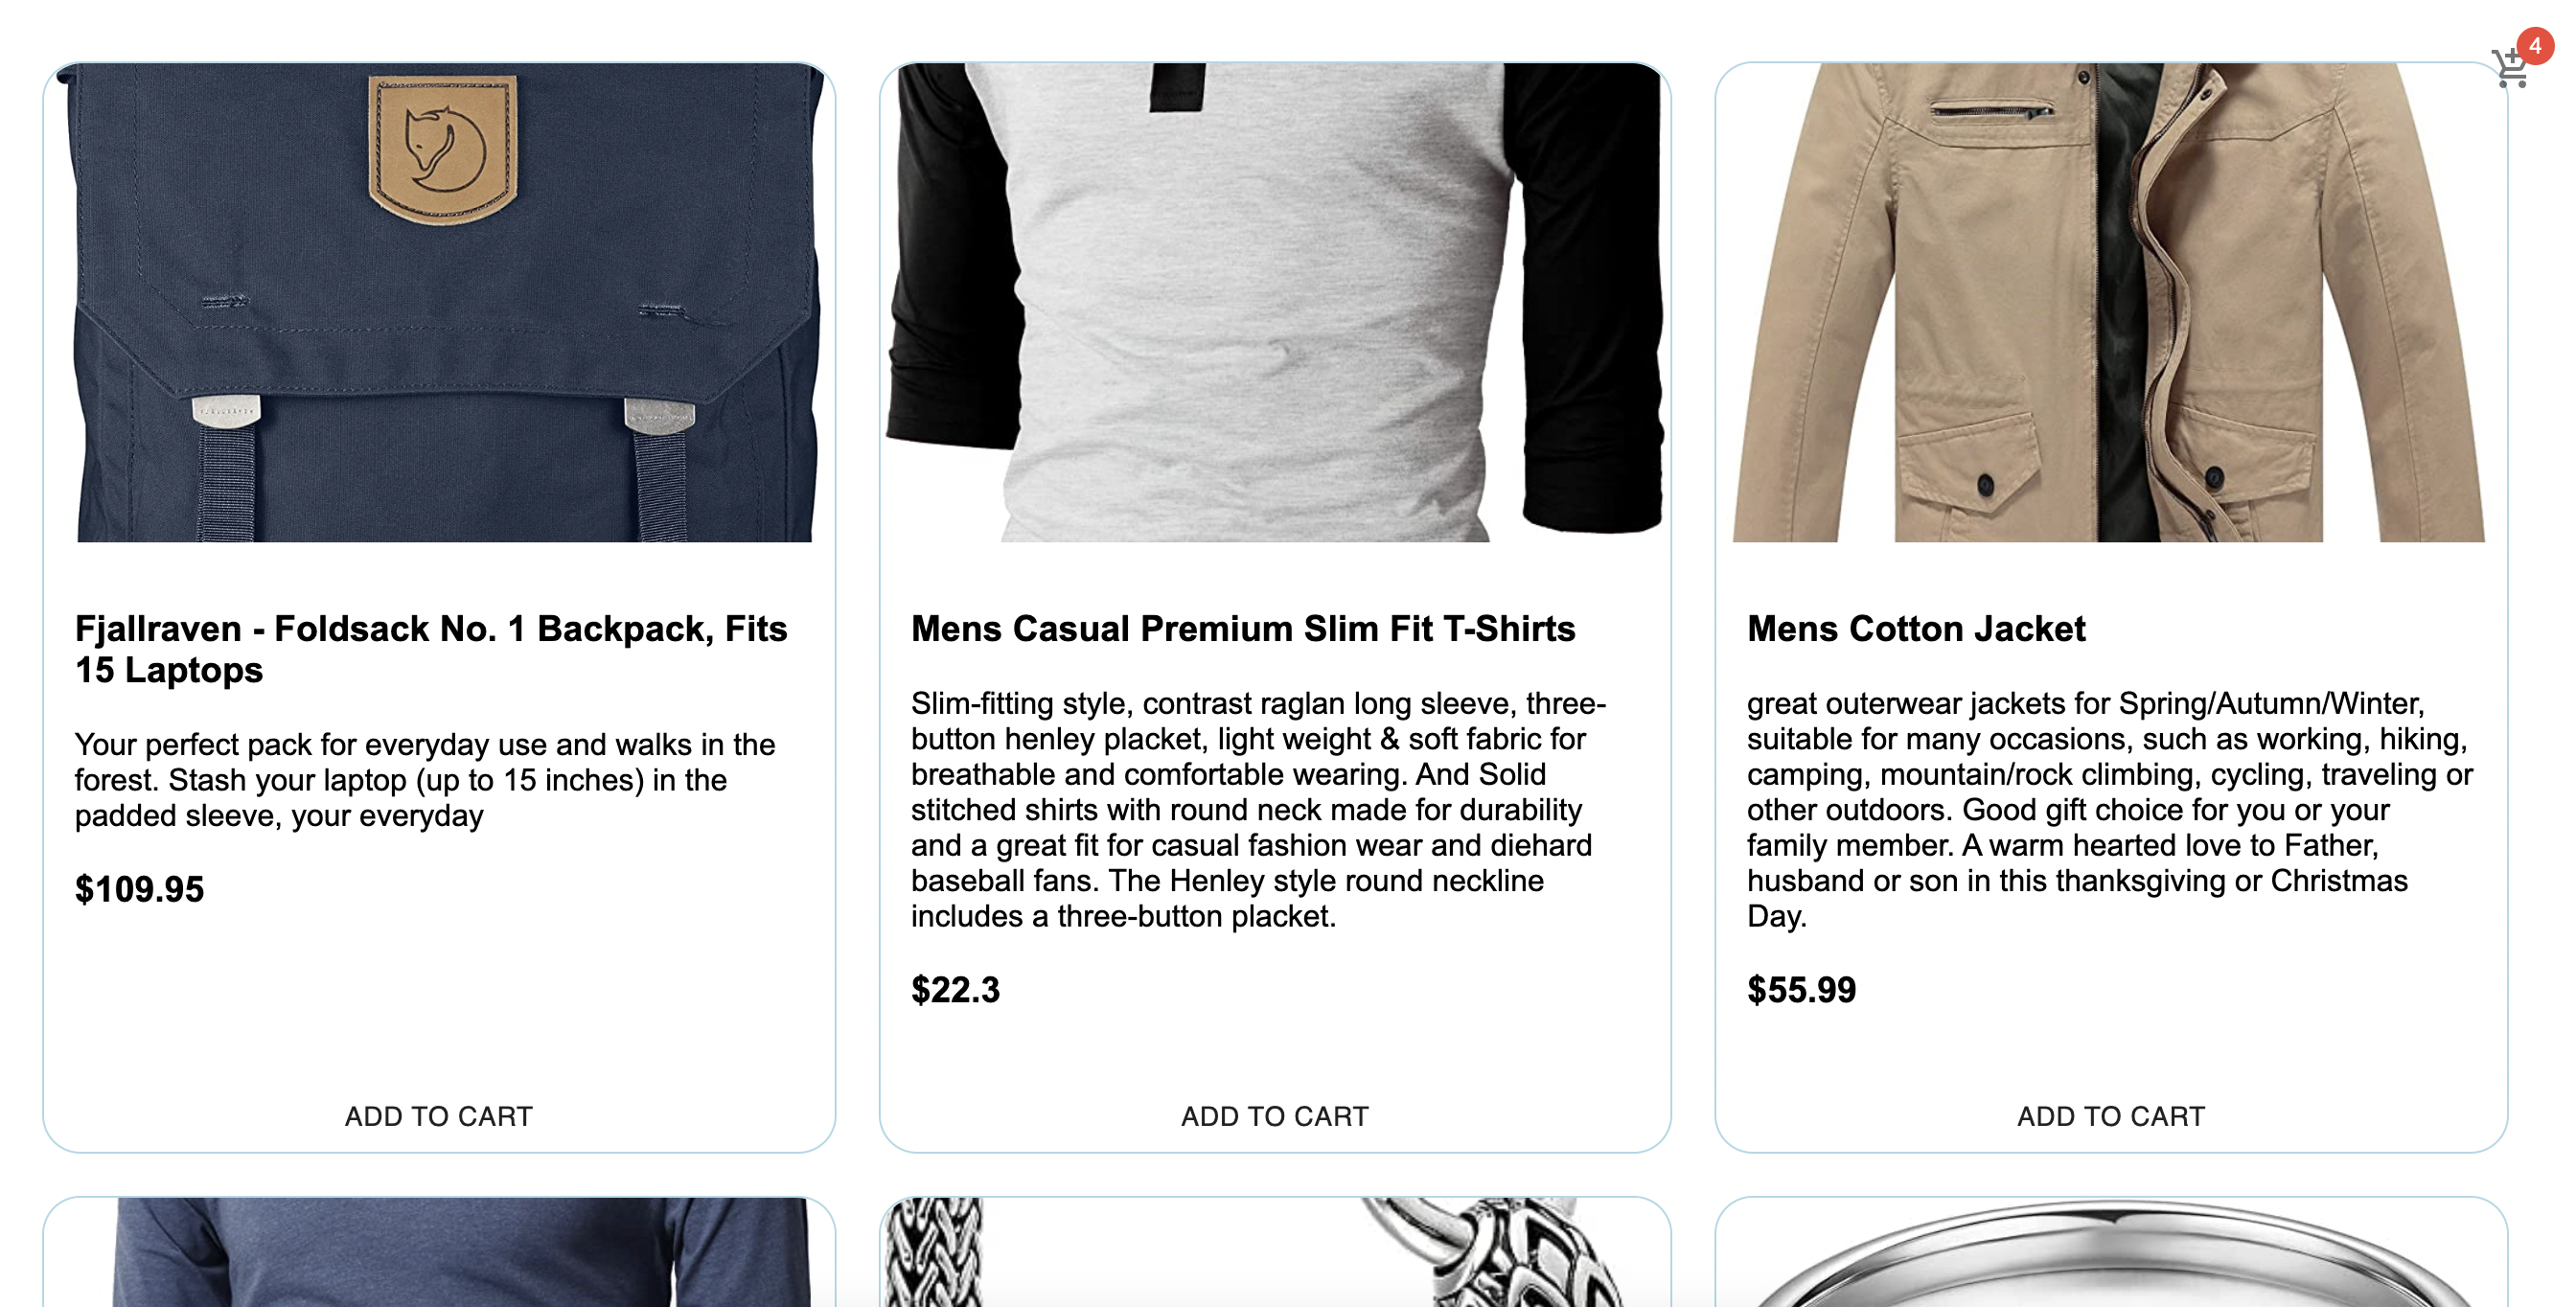 4
Fjallraven - Foldsack No. 1 Backpack, Fits
15 Laptops
Your perfect pack for everyday use and walks in the
forest. Stash your laptop (up to 15 inches) in the
padded sleeve, your everyday
$109.95
ADD TO CART
Mens Casual Premium Slim Fit T-Shirts
Slim-fitting style, contrast raglan long sleeve, three-
button henley placket, light weight & soft fabric for
breathable and comfortable wearing. And Solid
stitched shirts with round neck made for durability
and a great fit for casual fashion wear and diehard
baseball fans. The Henley style round neckline
includes a three-button placket.
$22.3
ADD TO CART
Mens Cotton Jacket
great outerwear jackets for Spring/Autumn/Winter,
suitable for many occasions, such as working, hiking,
camping, mountain/rock climbing, cycling, traveling or
other outdoors. Good gift choice for you or your
family member. A warm hearted love to Father,
husband or son in this thanksgiving or Christmas
Day.
$55.99
ADD TO CART